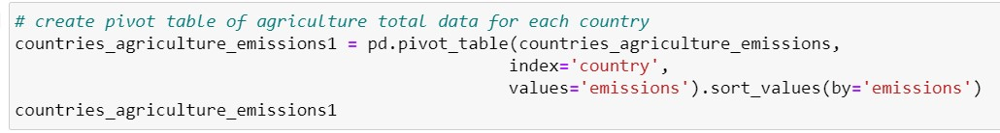 # create pivot table of agriculture total data for each country
countries_agriculture_emissions1 = pd.pivot_table(countries_agriculture_emissions,
index='country',
values='emissions').sort_values(by='emissions')
countries_agriculture_emissions1